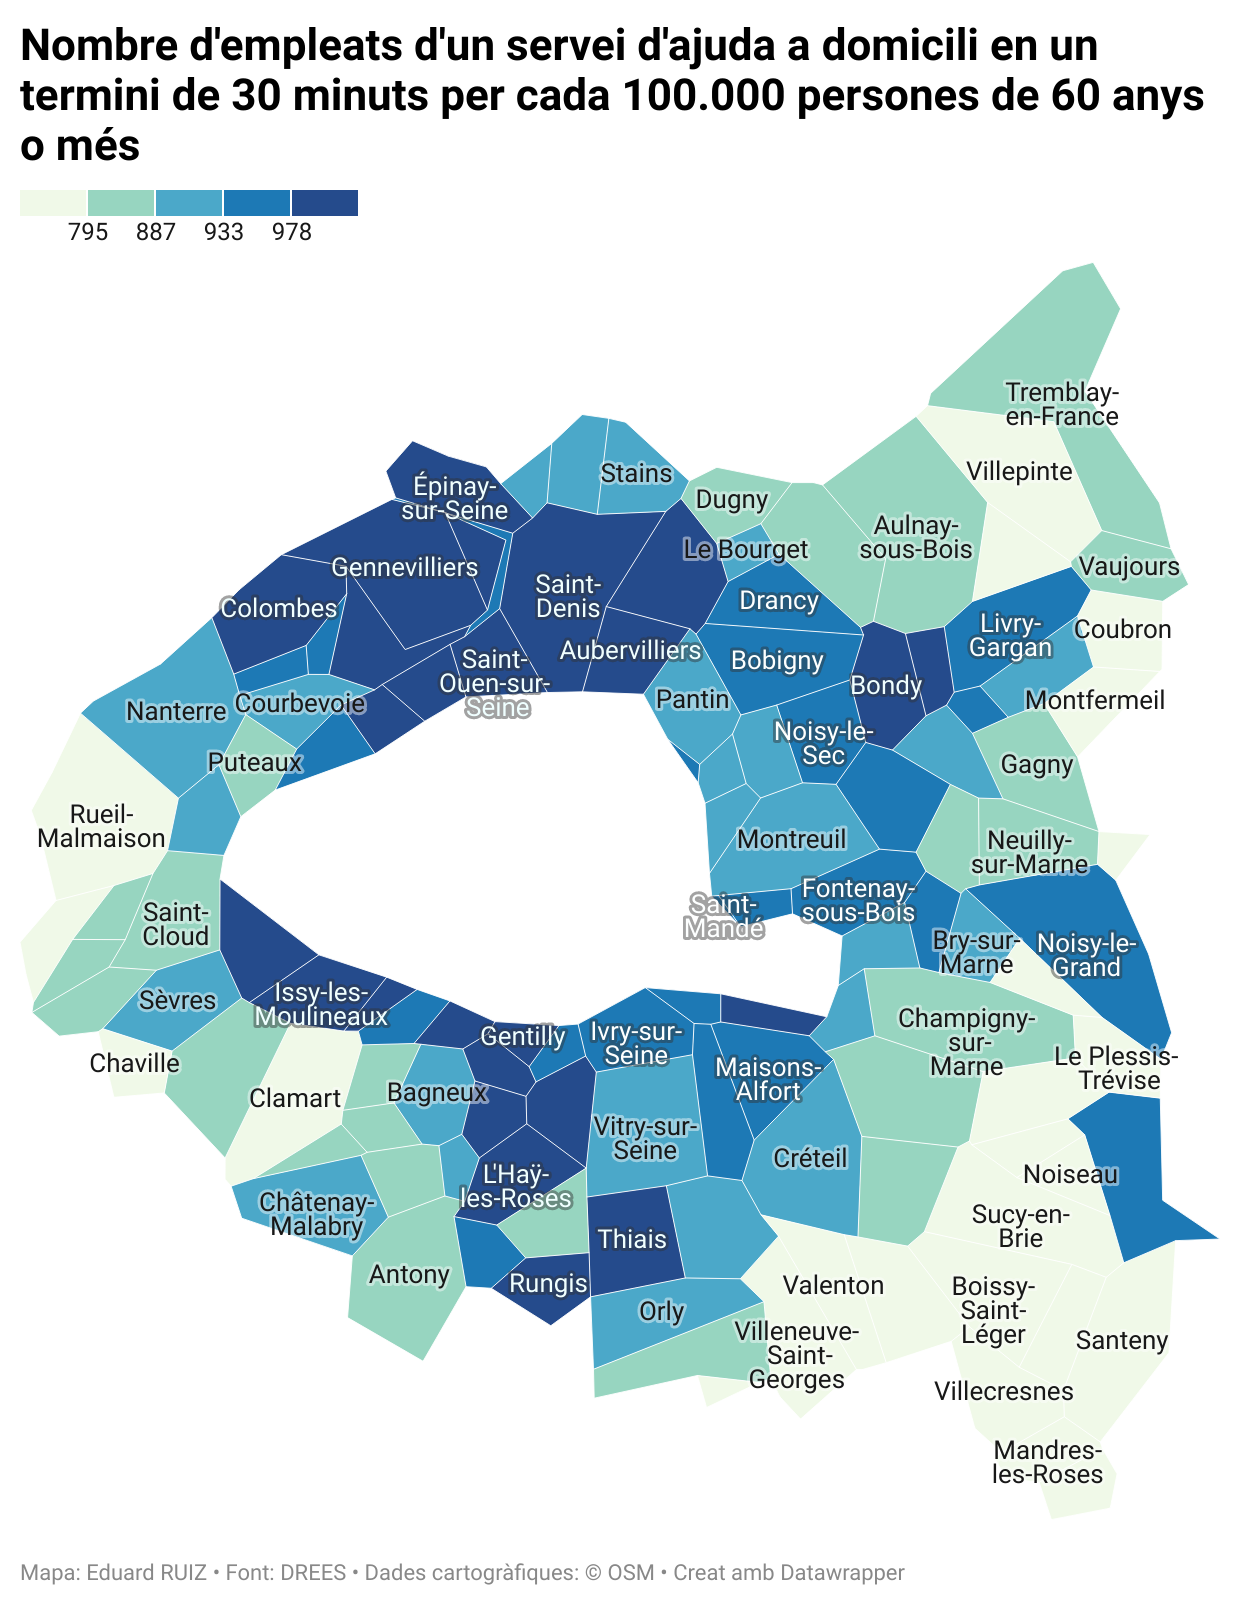 Nombre d'empleats d'un servei d'ajuda a domicili en un
termini de 30 minuts per cada 100.000 persones de 60 anys
o més
795 887 933 978
Tremblay-
en-France
Villepinte
Stains
Épinay-
sur-Seine
Dugny
Aulnay-
sous-Bois
Le Bourget
Vaujours
Gennevilliers
Saint-
Denis
Drancy
Colombes
Livry-
Gargan
Coubron
Aubervilliers
Saint-
Ouen-sur-
Seine
Bobigny
Bondy
Pantin
Montfermeil
Courbevoie
Nanterre
Noisy-le-
Sec
Puteaux
Gagny
Rueil-
Malmaison
Montreuil
Neuilly-
sur-Marne
Fontenay-
sous-Bois
Saint-
Mandé
Saint-
Cloud
Bry-sur-
Marne
Noisy-le-
Grand
Sèvres
Issy-les-
Moulineaux
Gentilly
Ivry-sur-
Seine
Champigny-
sur-
Marne
Chaville
Maisons-
Alfort
Le Plessis-
Trévise
Clamart
Bagneux
Vitry-sur-
Seine
Créteil
Noiseau
L'Haÿ-
les-Roses
Châtenay-
Malabry
Sucy-en-
Brie
Thiais
Antony
Rungis
Valenton
Boissy-
Saint-
Léger
Orly
Villeneuve-
Saint-
Georges
Santeny
Villecresnes
Mandres-
les-Roses
Mapa: Eduard RUIZ • Font: DREES • Dades cartogràfiques: © OSM • Creat amb Datawrapper